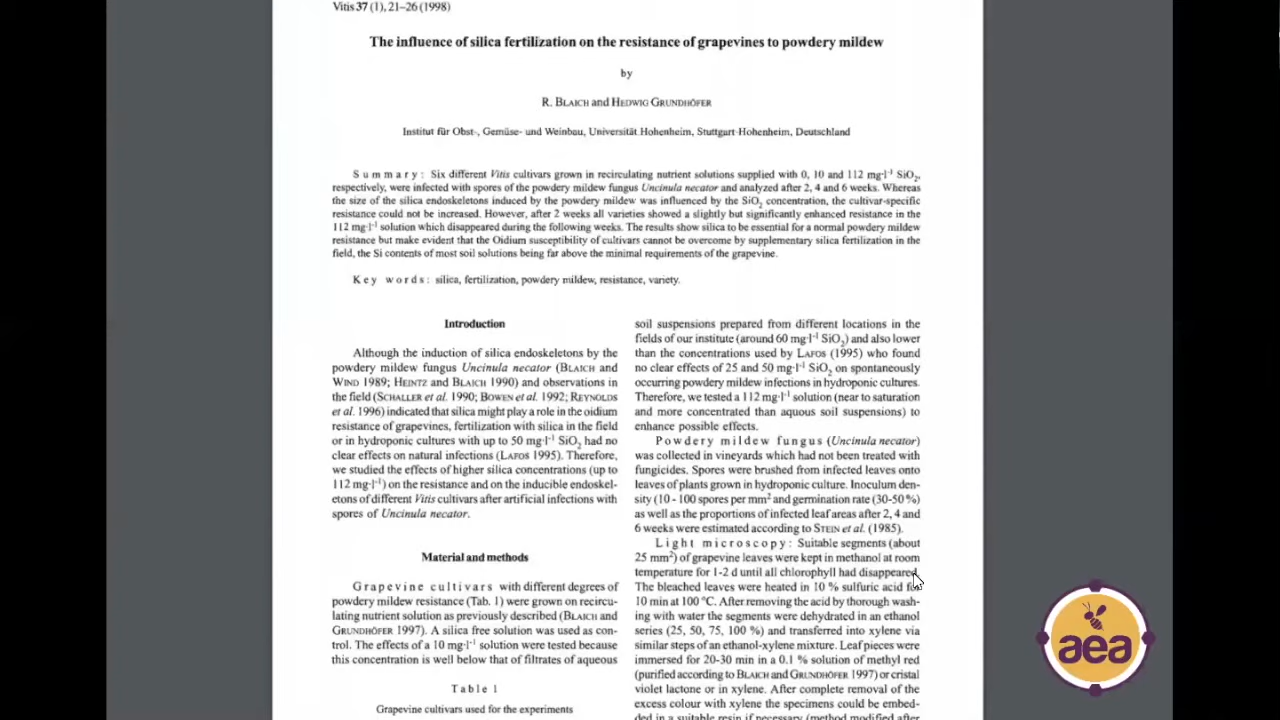 Vitis 37 (1), 21–26 (1998)
The influence of silica fertilization on the resistance of grapevines to powdery mildew
by
R. BLAICH and HEDWIG GRUNDHÖFER
Institut für Obst-, Gemüse- und Weinbau, Universität Hohenheim, Stuttgart-Hohenheim, Deutschland
Summary: Six different Vitis cultivars grown in recirculating nutrient solutions supplied with 0, 10 and 112 mg·l⁻¹ SiO₂,
respectively, were infected with spores of the powdery mildew fungus Uncinula necator and analyzed after 2, 4 and 6 weeks. Whereas
the size of the silica endoskeletons induced by the powdery mildew was influenced by the SiO₂ concentration, the cultivar-specific
resistance could not be increased. However, after 2 weeks all varieties showed a slightly but significantly enhanced resistance in the
112 mg·l⁻¹ solution which disappeared during the following weeks. The results show silica to be essential for a normal powdery mildew
resistance but make evident that the Oidium susceptibility of cultivars cannot be overcome by supplementary silica fertilization in the
field, the Si contents of most soil solutions being far above the minimal requirements of the grapevine.
Key words: silica, fertilization, powdery mildew, resistance, variety.
Introduction
Although the induction of silica endoskeletons by the
powdery mildew fungus Uncinula necator (BLAICH and
WIND 1989; HEINTZ and BLAICH 1990) and observations in
the field (SCHALLER et al. 1990; BOWEN et al. 1992; REYNOLDS
et al. 1996) indicated that silica might play a role in the oidium
resistance of grapevines, fertilization with silica in the field
or in hydroponic cultures with up to 50 mg·l⁻¹ SiO₂ had no
clear effects on natural infections (LAFOS 1995). Therefore,
we studied the effects of higher silica concentrations (up to
112 mg·l⁻¹) on the resistance and on the inducible endoskel-
etons of different Vitis cultivars after artificial infections with
spores of Uncinula necator.
Material and methods
Grapevine cultivars with different degrees of
powdery mildew resistance (Tab. 1) were grown on recircu-
lating nutrient solution as previously described (BLAICH and
GRUNDHÖFER 1997). A silica free solution was used as con-
trol. The effects of a 10 mg·l⁻¹ solution were tested because
this concentration is well below that of filtrates of aqueous
Table 1
Grapevine cultivars used for the experiments
soil suspensions prepared from different locations in the
fields of our institute (around 60 mg·l⁻¹ SiO₂) and also lower
than the concentrations used by LAFOS (1995) who found
no clear effects of 25 and 50 mg·l⁻¹ SiO₂ on spontaneously
occurring powdery mildew infections in hydroponic cultures.
Therefore, we tested a 112 mg·l⁻¹ solution (near to saturation
and more concentrated than aqueous soil suspensions) to
enhance possible effects.
Powdery mildew fungus (Uncinula necator)
was collected in vineyards which had not been treated with
fungicides. Spores were brushed from infected leaves onto
leaves of plants grown in hydroponic culture. Inoculum den-
sity (10 - 100 spores per mm² and germination rate (30-50 %)
as well as the proportions of infected leaf areas after 2, 4 and
6 weeks were estimated according to STEIN et al. (1985).
Light microscopy: Suitable segments (about
25 mm²) of grapevine leaves were kept in methanol at room
temperature for 1-2 d until all chlorophyll had disappeared.
The bleached leaves were heated in 10 % sulfuric acid for
10 min at 100 °C. After removing the acid by thorough wash-
ing with water the segments were dehydrated in an ethanol
series (25, 50, 75, 100 %) and transferred into xylene via
similar steps of an ethanol-xylene mixture. Leaf pieces were
immersed for 20-30 min in a 0.1 % solution of methyl red
(purified according to BLAICH and GRUNDHÖFER 1997) or cristal
violet lactone or in xylene. After complete removal of the
excess colour with xylene the specimens could be embed-
ded in a suitable resin if necessary (method modified after
aea